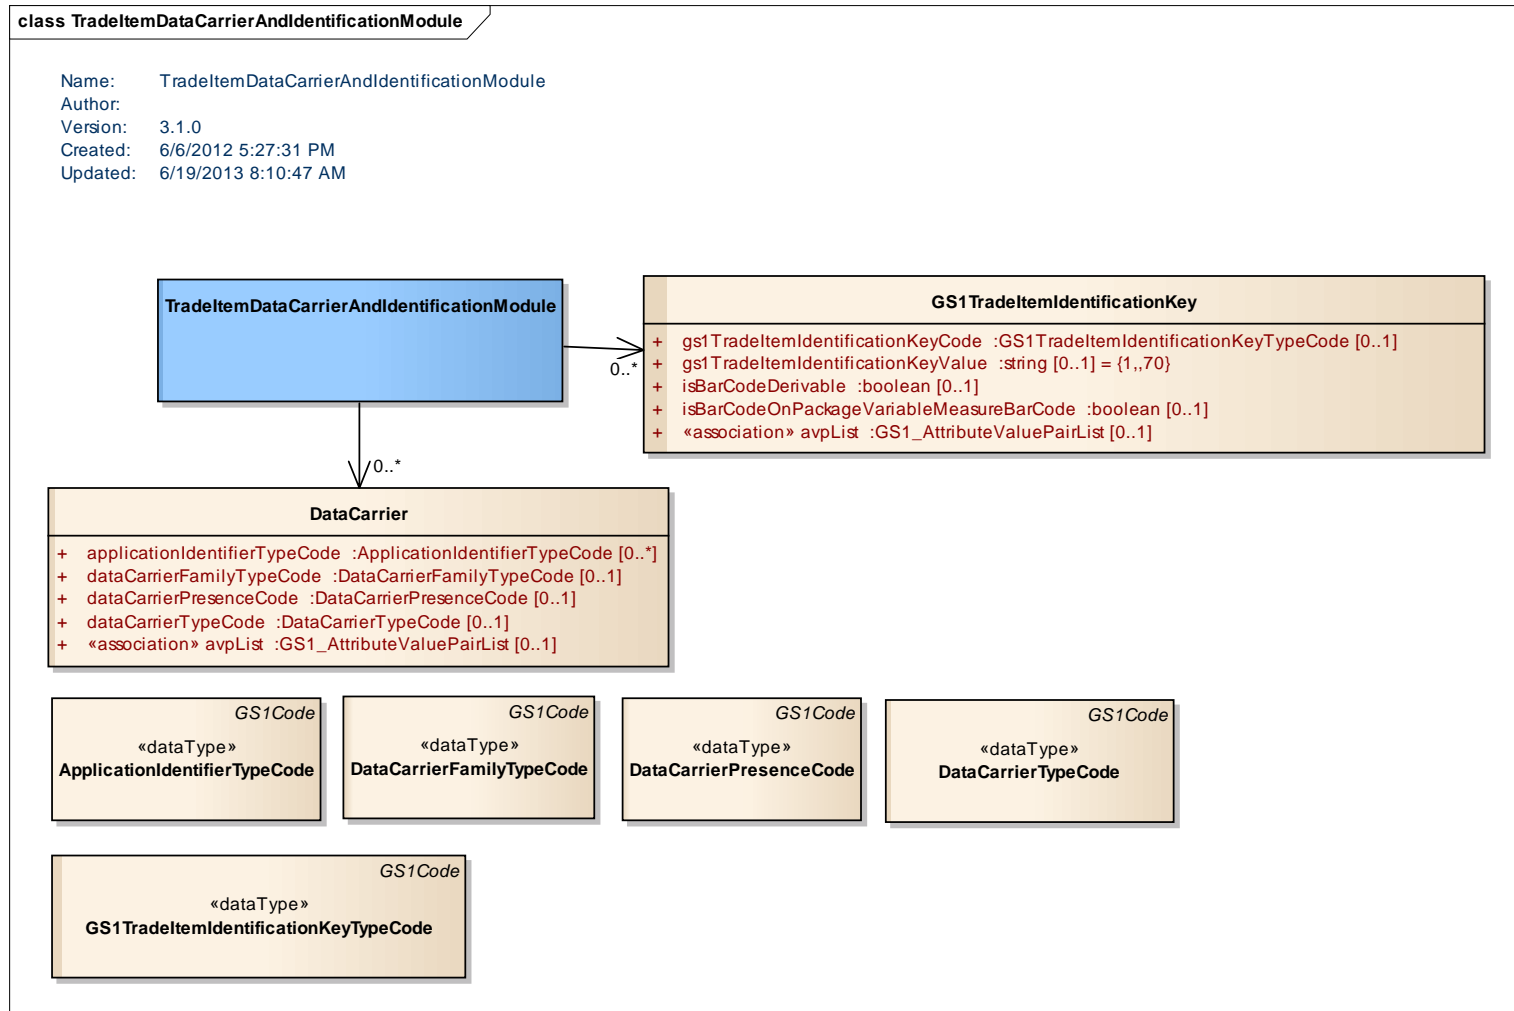 class TradeItemDataCarrierAndIdentificationModule
Name: TradeItemDataCarrierAndIdentificationModule
Author:
Version: 3.1.0
Created: 6/6/2012 5:27:31 PM
Updated: 6/19/2013 8:10:47 AM
TradeItemDataCarrierAndIdentificationModule
GS1TradeItemIdentificationKey
+ gs1TradeItemIdentificationKeyCode :GS1TradeItemIdentificationKeyTypeCode [0..1]
+ gs1TradeItemIdentificationKeyValue :string [0..1] = {1,,70}
+ isBarCodeDerivable :boolean [0..1]
+ isBarCodeOnPackageVariableMeasureBarCode :boolean [0..1]
+ «association» avpList :GS1_AttributeValuePairList [0..1]
0..*
0..*
DataCarrier
+ applicationIdentifierTypeCode :ApplicationIdentifierTypeCode [0..*]
+ dataCarrierFamilyTypeCode :DataCarrierFamilyTypeCode [0..1]
+ dataCarrierPresenceCode :DataCarrierPresenceCode [0..1]
+ dataCarrierTypeCode :DataCarrierTypeCode [0..1]
+ «association» avpList :GS1_AttributeValuePairList [0..1]
GS1Code
«dataType»
ApplicationIdentifierTypeCode
GS1Code
«dataType»
DataCarrierFamilyTypeCode
GS1Code
«dataType»
DataCarrierPresenceCode
GS1Code
«dataType»
DataCarrierTypeCode
GS1Code
«dataType»
GS1TradeItemIdentificationKeyTypeCode